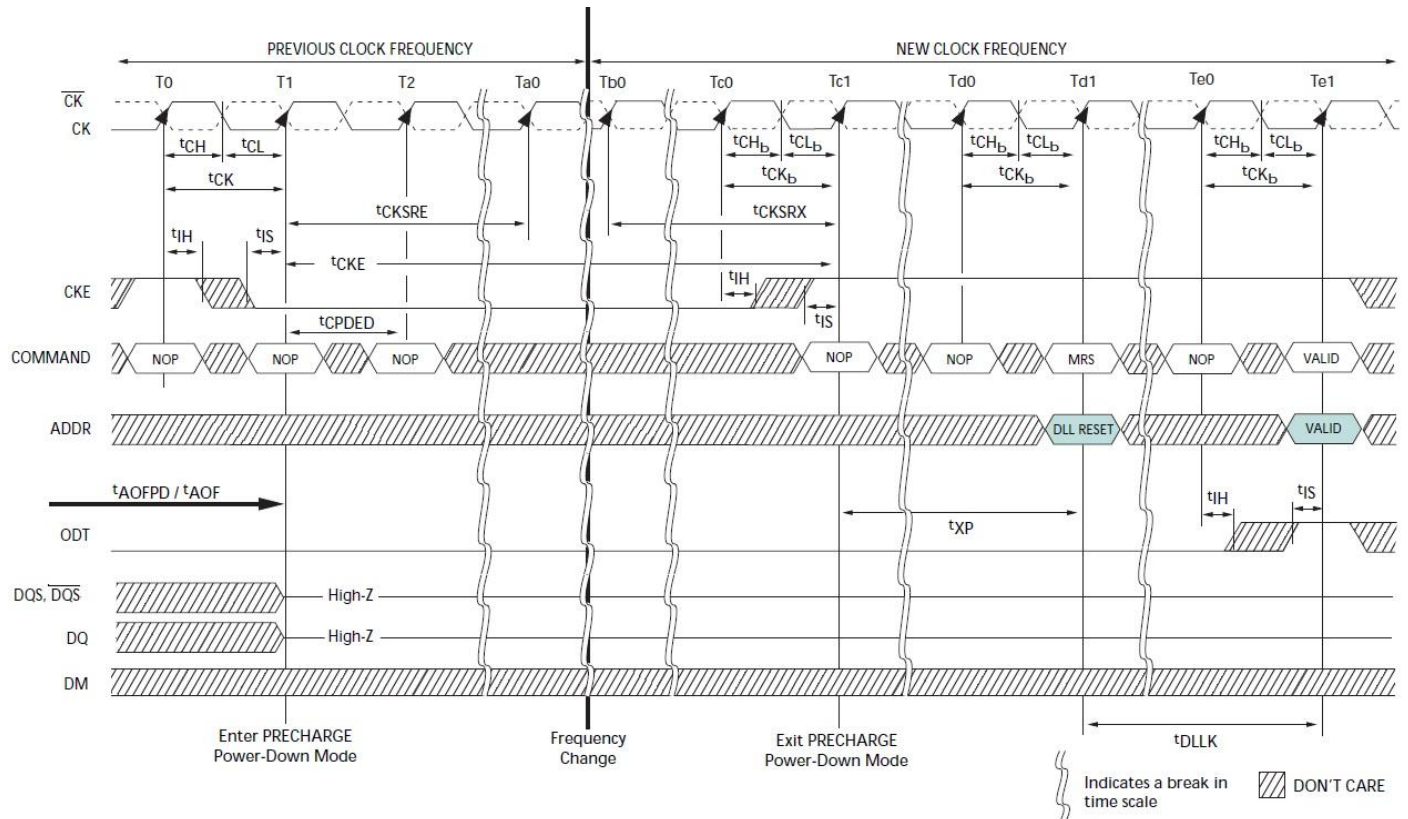 PREVIOUS CLOCK FREQUENCY NEW CLOCK FREQUENCY
T0 T1 T2 Ta0 Tb0 Tc0 Tc1 Td0 Td1 Te0 Te1
CK
CK
tCH tCL tCHb tCLb tCHb tCLb tCHb tCLb
tCK tCKb tCKb tCKb
tCKSRE tCKSRX
tIH tIS
tCKE
tIH
CKE
tIS
tCPDED
COMMAND NOP NOP NOP NOP NOP MRS NOP VALID
ADDR DLL RESET VALID
tAOFPD / tAOF tIH tIS
tXP
ODT
DQS, DQS High-Z
DQ High-Z
DM
Enter PRECHARGE Frequency Exit PRECHARGE tDLLK
Power-Down Mode Change Power-Down Mode
Indicates a break in DON'T CARE
time scale